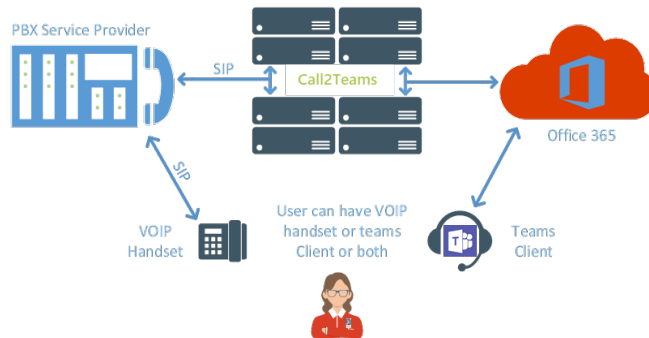 PBX Service Provider
SIP
Call2Teams
Office 365
SIP
VOIP
Handset
User can have VOIP
handset or teams
Client or both
T
Teams
Client